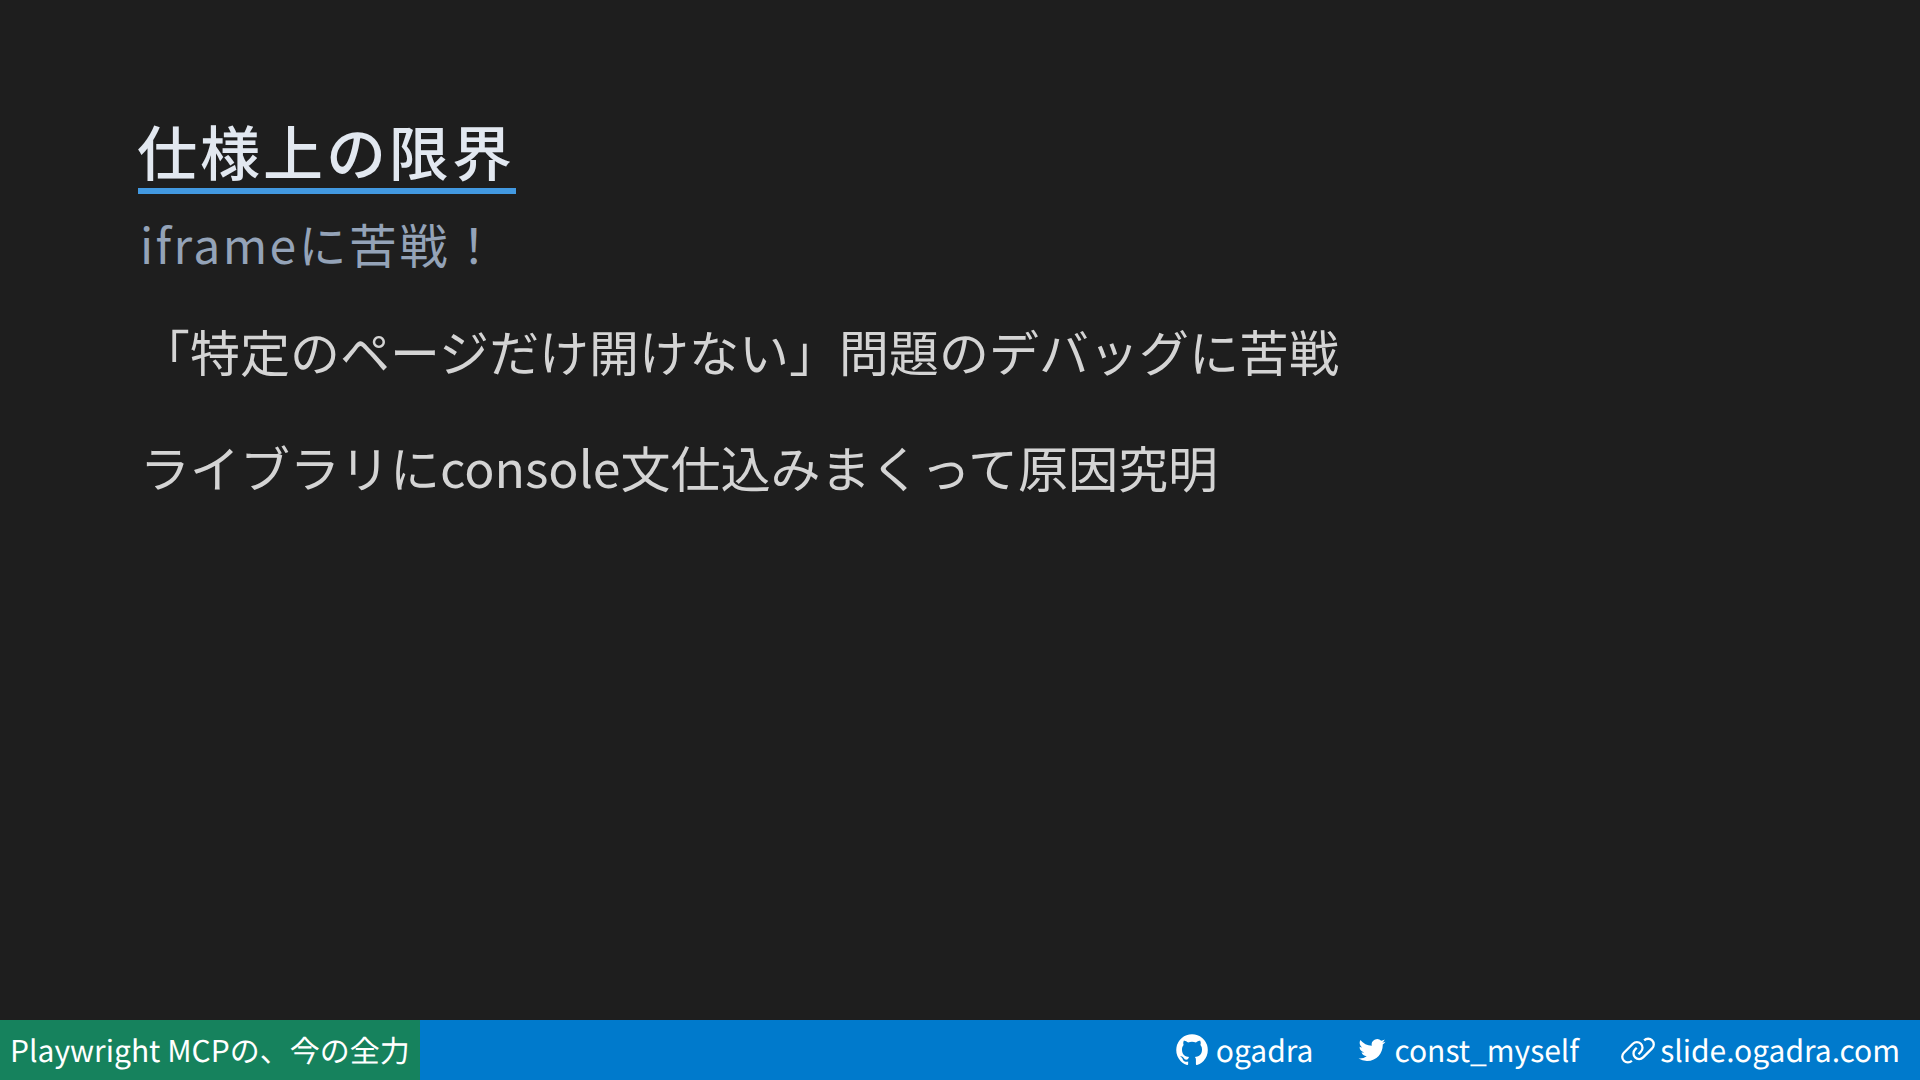 仕様上の限界
iframeに苦戦！
「特定のページだけ開けない」問題のデバッグに苦戦
ライブラリにconsole文仕込みまくって原因究明
Playwright MCPの、今の全力
ogadra
const_myself
slide.ogadra.com